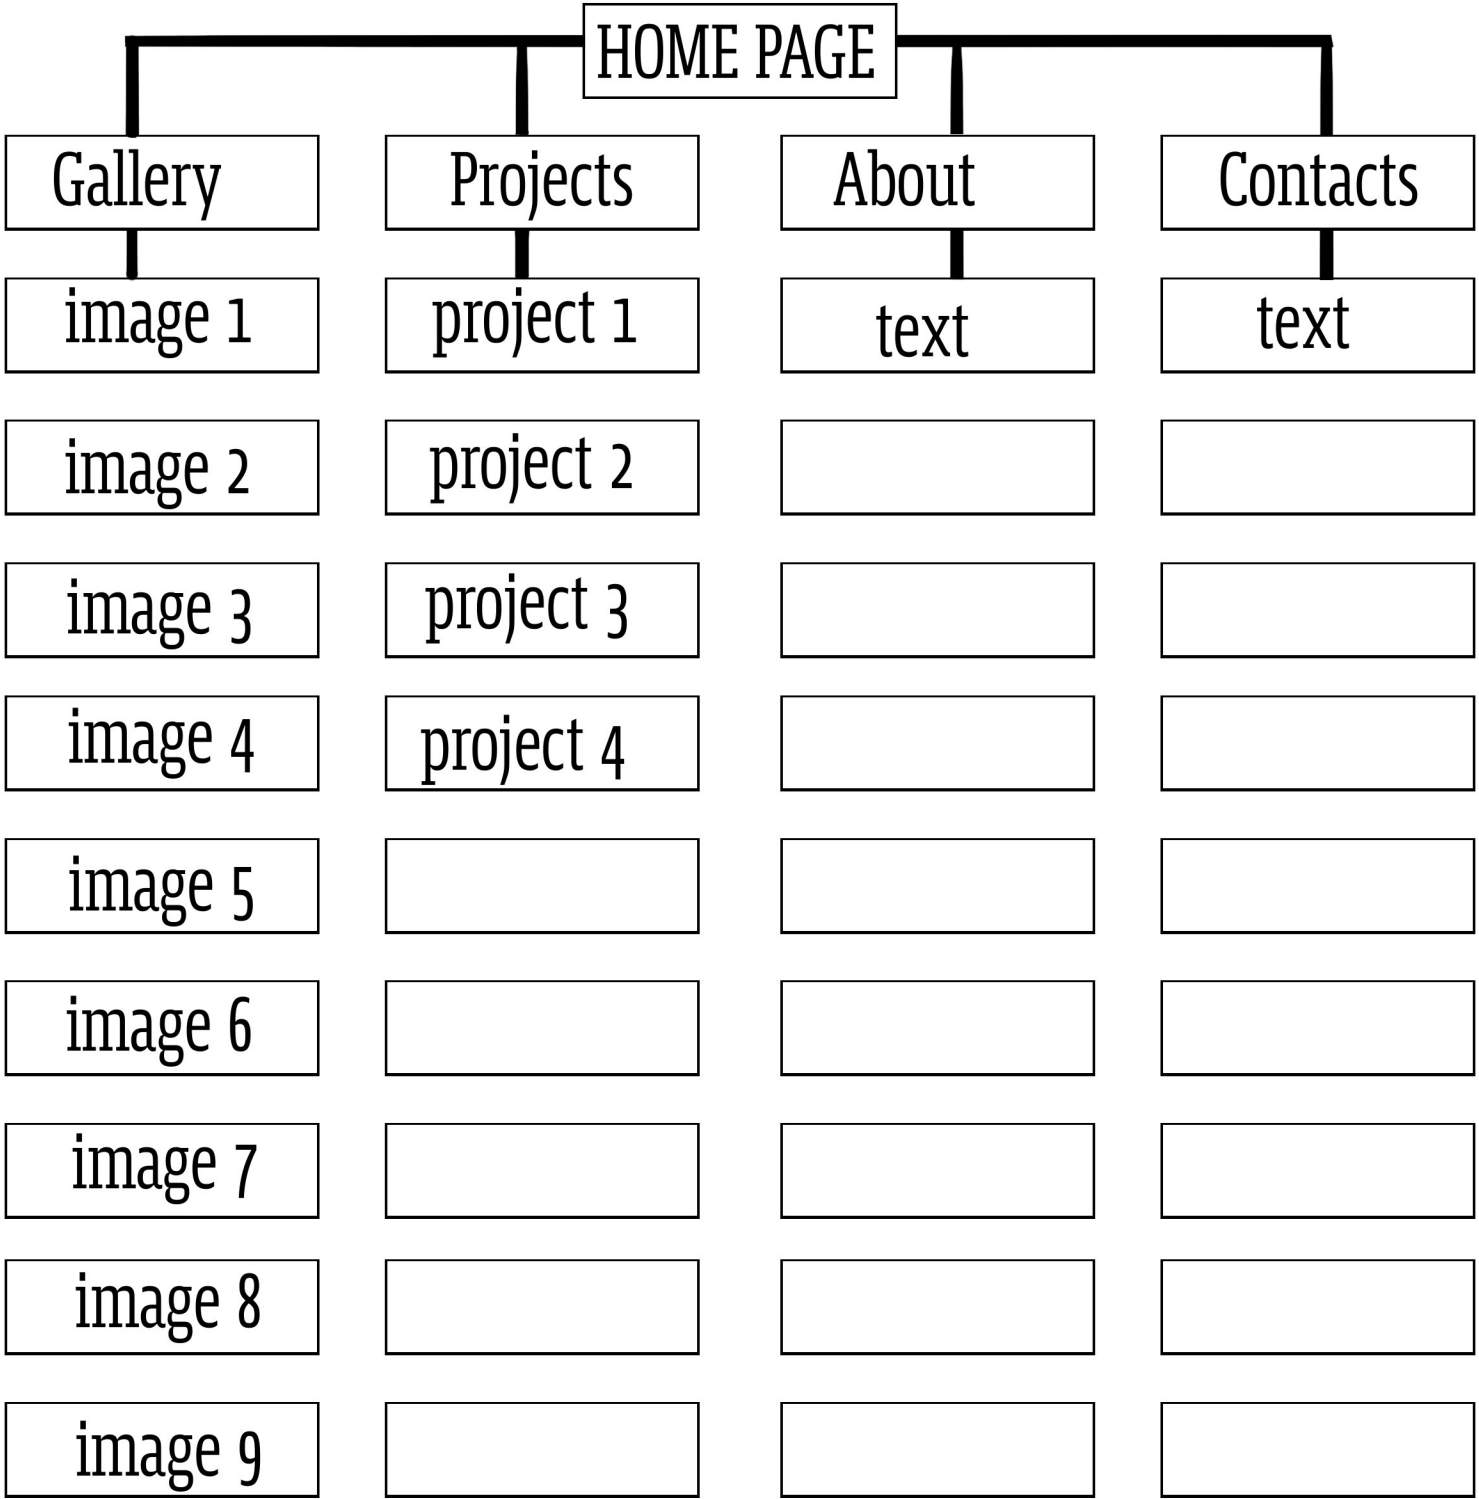 HOME PAGE
Gallery
Projects
About
Contacts
image 1
project 1
text
text
image 2
project 2
image 3
project 3
image 4
project 4
image 5
image 6
image 7
image 8
image 9